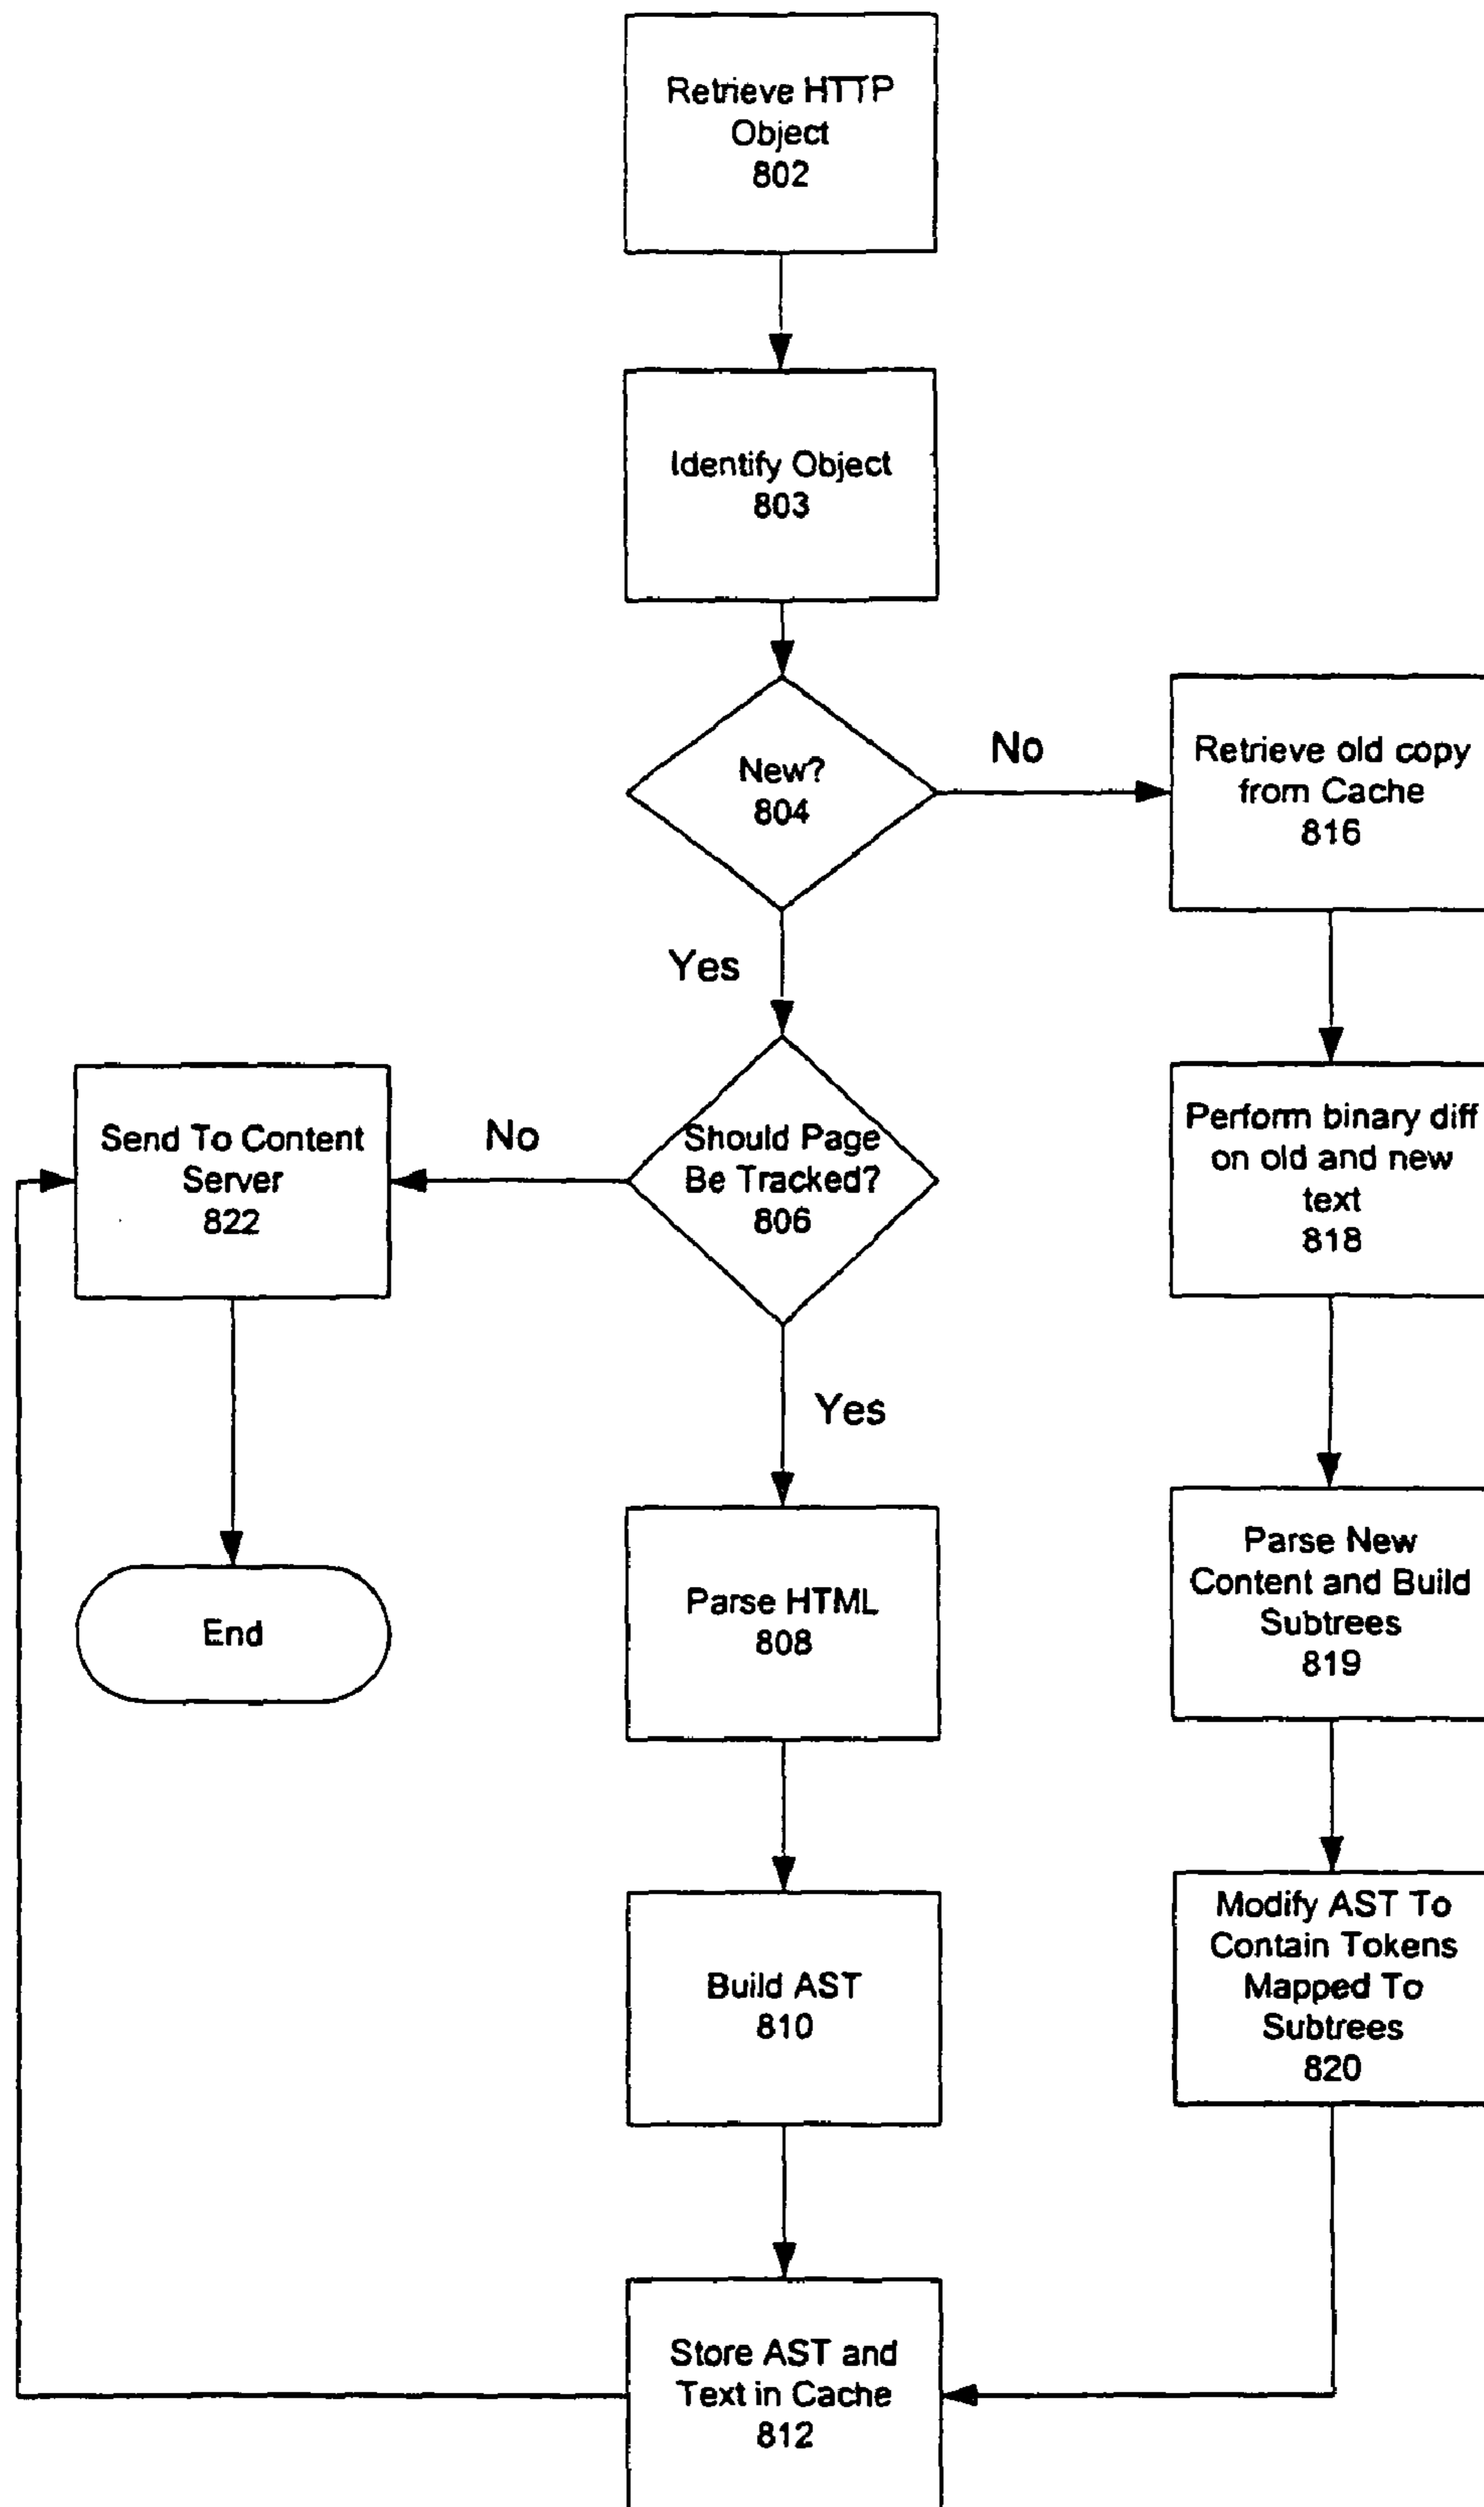 Retrieve HTTP
Object
802
Identify Object
803
New?
804
No
Retrieve old copy
from Cache
816
Yes
Send To Content
Server
822
No
Should Page
Be Tracked?
806
Perform binary diff
on old and new
text
818
Yes
End
Parse HTML
808
Parse New
Content and Build
Subtrees
819
Build AST
810
Modify AST To
Contain Tokens
Mapped To
Subtrees
820
Store AST and
Text in Cache
812